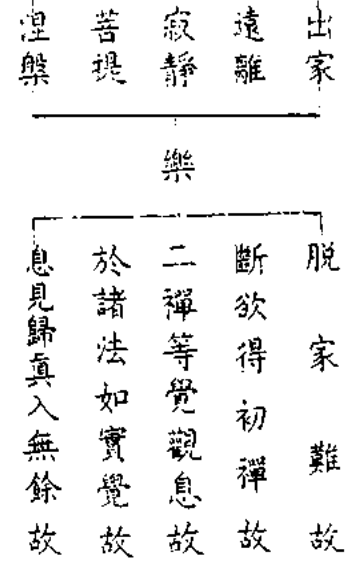 出家
遠離
寂靜
菩提
涅槃
樂
脱家難故
斷欲得初禪故
二禪等覺觀息故
於諸法如實覺故
息見歸真入無餘故